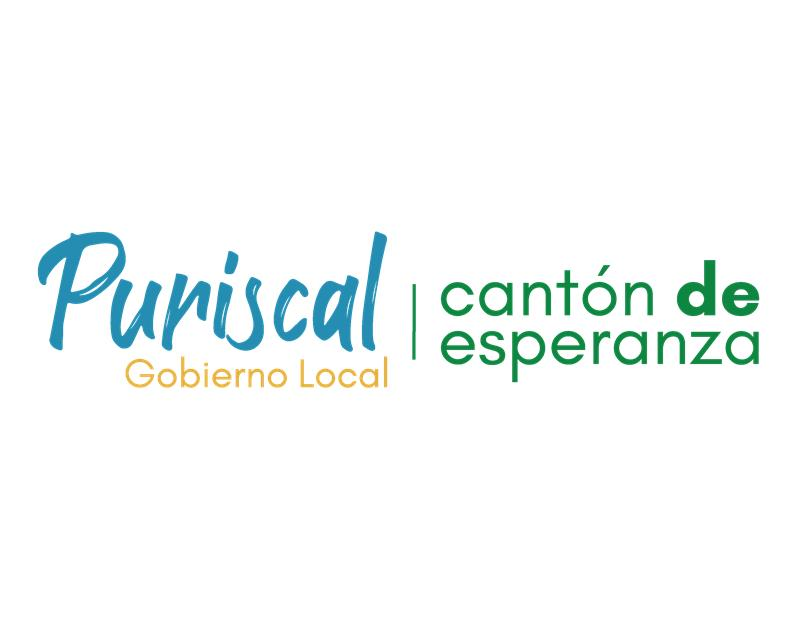 Puriscal
Gobierno Local
cantón de
esperanza